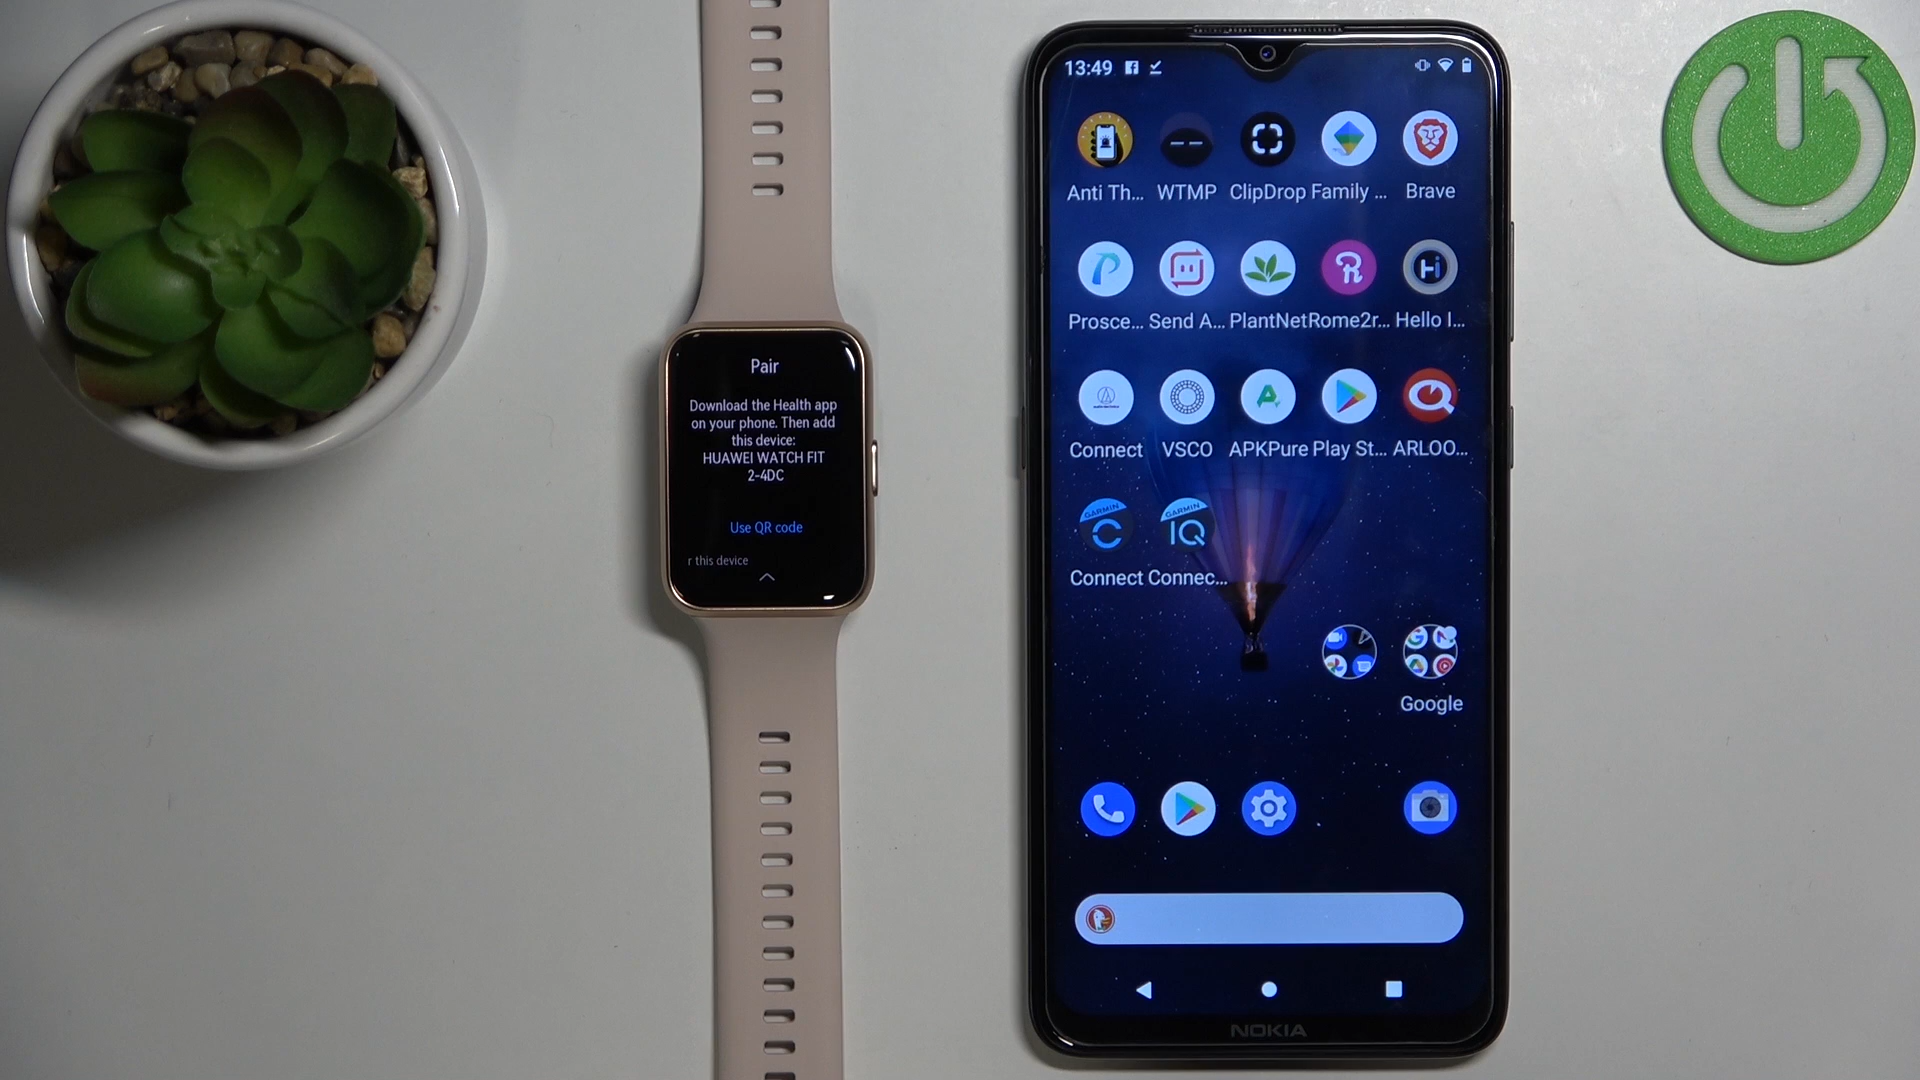 Pair
Download the Health app
on your phone. Then add
this device:
HUAWEI WATCH FIT
2-4DC
Use QR code
r this device
13:49
Anti Th... WTMP ClipDrop Family ... Brave
Prosce... Send A... PlantNet Rome2r... Hello I...
Connect VSCO APKPure Play St... ARLOO...
GARMIN GARMIN
IQ
Connect Connec...
Google
NOKIA